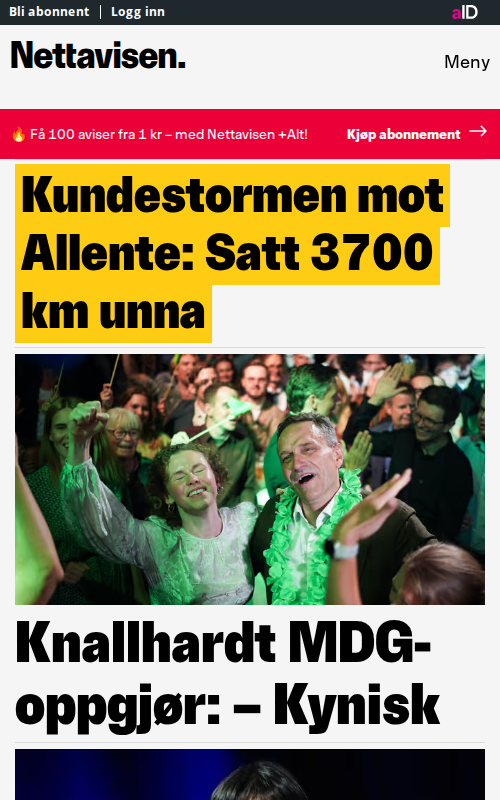 Bli abonnent | Logg inn
aID
Nettavisen.
Meny
🔥 Få 100 aviser fra 1 kr – med Nettavisen +Alt!
Kjøp abonnement →
Kundestormen mot
Allente: Satt 3700
km unna
Knallhardt MDG-
oppgjør: – Kynisk